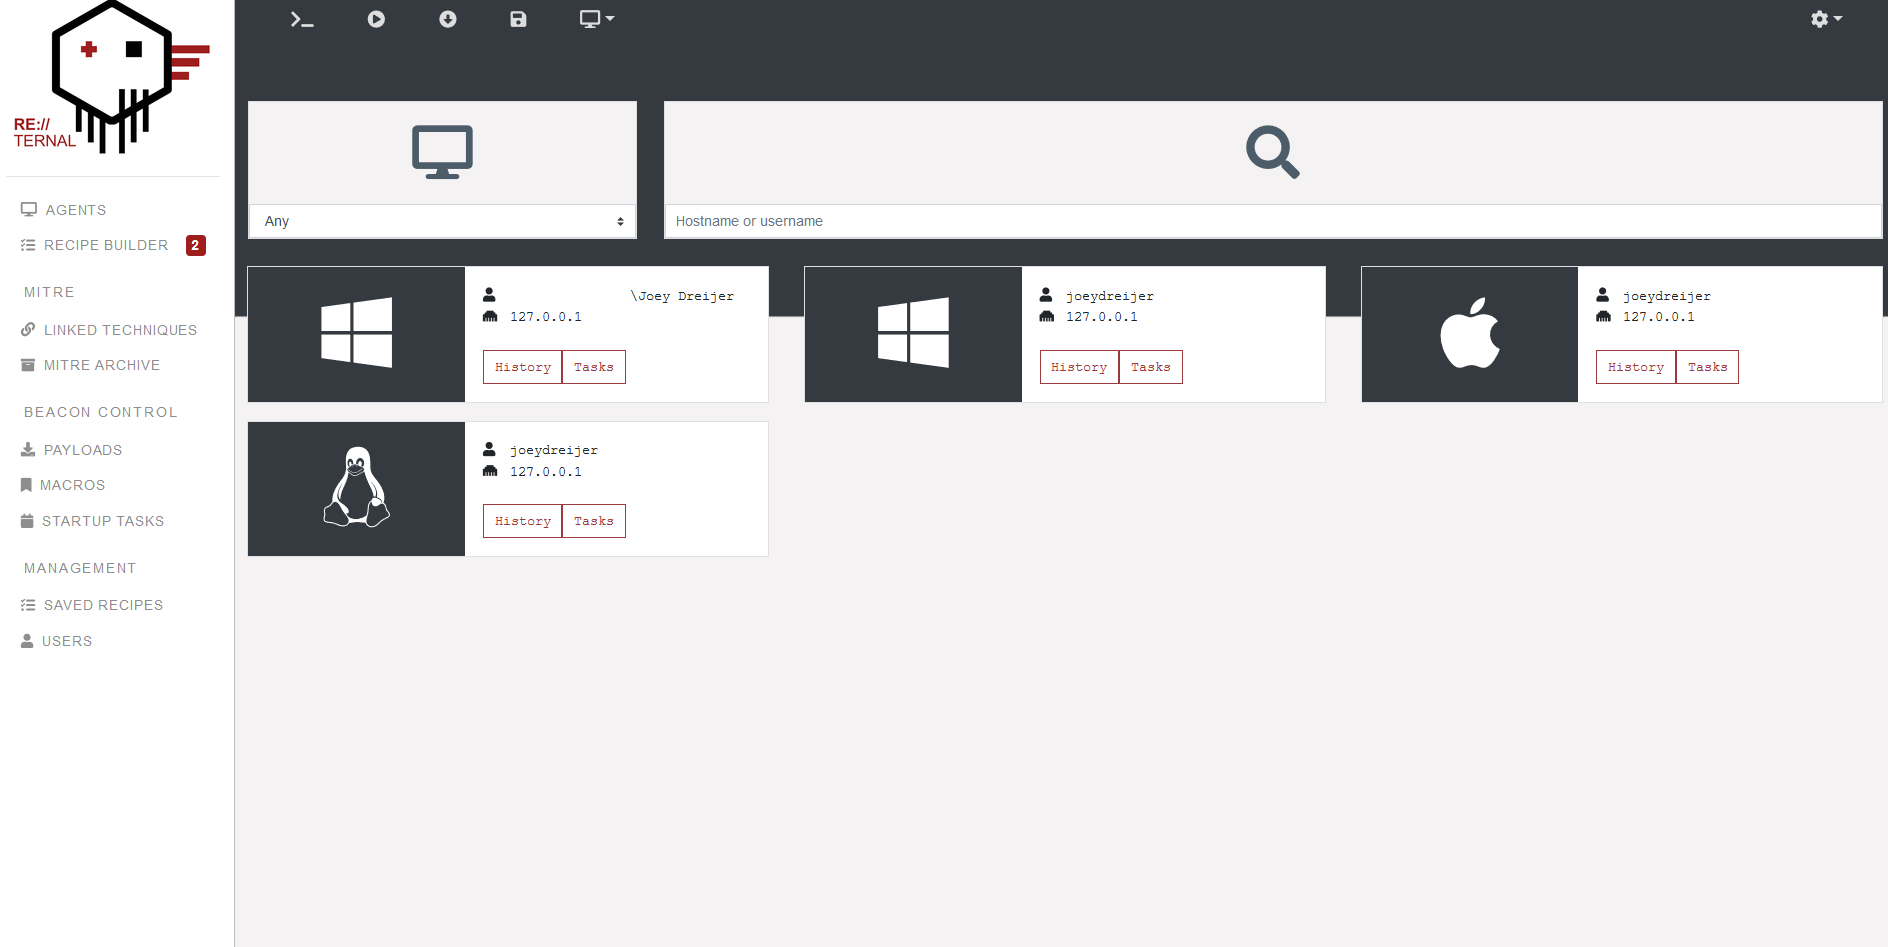 RE://
TERNAL
AGENTS
RECIPE BUILDER 2
MITRE
LINKED TECHNIQUES
MITRE ARCHIVE
BEACON CONTROL
PAYLOADS
MACROS
STARTUP TASKS
MANAGEMENT
SAVED RECIPES
USERS
Any
Hostname or username
\Joey Dreijer
127.0.0.1
History Tasks
joeydreijer
127.0.0.1
History Tasks
joeydreijer
127.0.0.1
History Tasks
joeydreijer
127.0.0.1
History Tasks